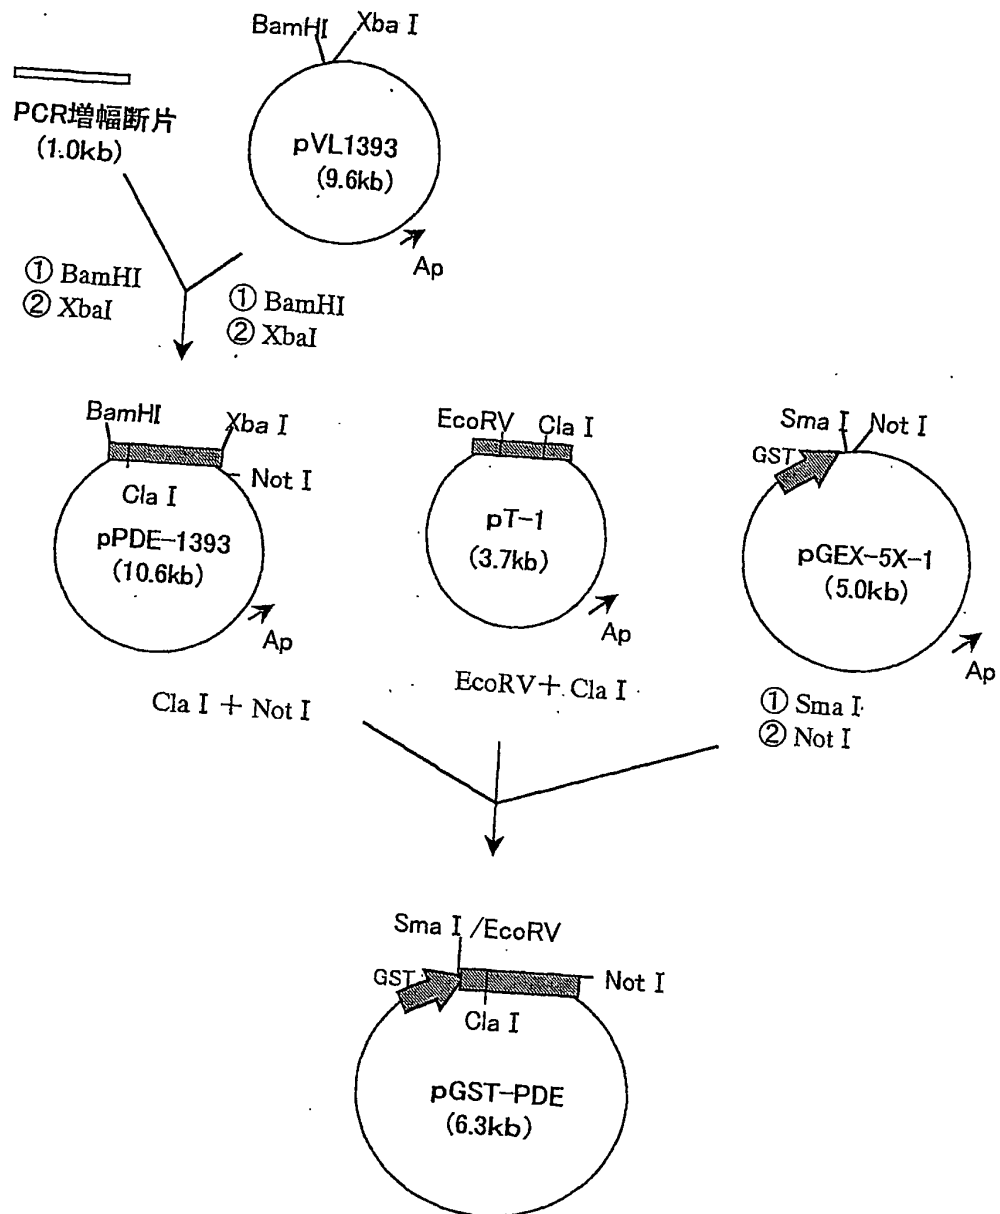 BamHI
Xba I
PCR増幅断片
(1.0kb)
pVL1393
(9.6kb)
Ap
① BamHI
② XbaI
① BamHI
② XbaI
BamHI
Xba I
Not I
Cla I
pPDE-1393
(10.6kb)
Ap
EcoRV
Cla I
pT-1
(3.7kb)
Ap
Sma I
Not I
GST
pGEX-5X-1
(5.0kb)
Ap
Cla I + Not I
EcoRV+ Cla I
① Sma I
② Not I
Sma I /EcoRV
GST
Not I
Cla I
pGST-PDE
(6.3kb)